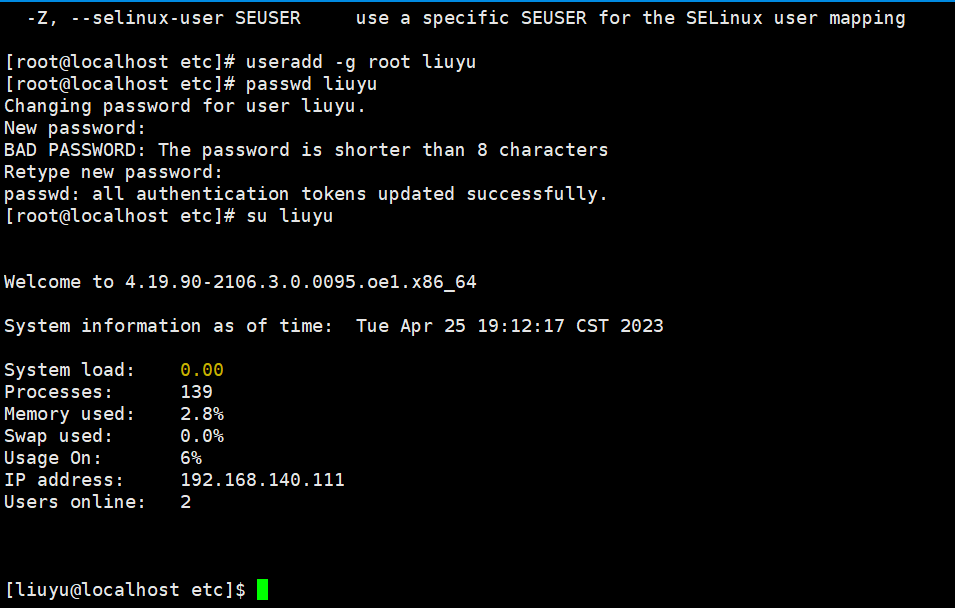 -Z, --selinux-user SEUSER     use a specific SEUSER for the SELinux user mapping
[root@localhost etc]# useradd -g root liuyu
[root@localhost etc]# passwd liuyu
Changing password for user liuyu.
New password:
BAD PASSWORD: The password is shorter than 8 characters
Retype new password:
passwd: all authentication tokens updated successfully.
[root@localhost etc]# su liuyu
Welcome to 4.19.90-2106.3.0.0095.oe1.x86_64
System information as of time:  Tue Apr 25 19:12:17 CST 2023
System load:    0.00
Processes:      139
Memory used:    2.8%
Swap used:      0.0%
Usage On:       6%
IP address:     192.168.140.111
Users online:   2
[liuyu@localhost etc]$